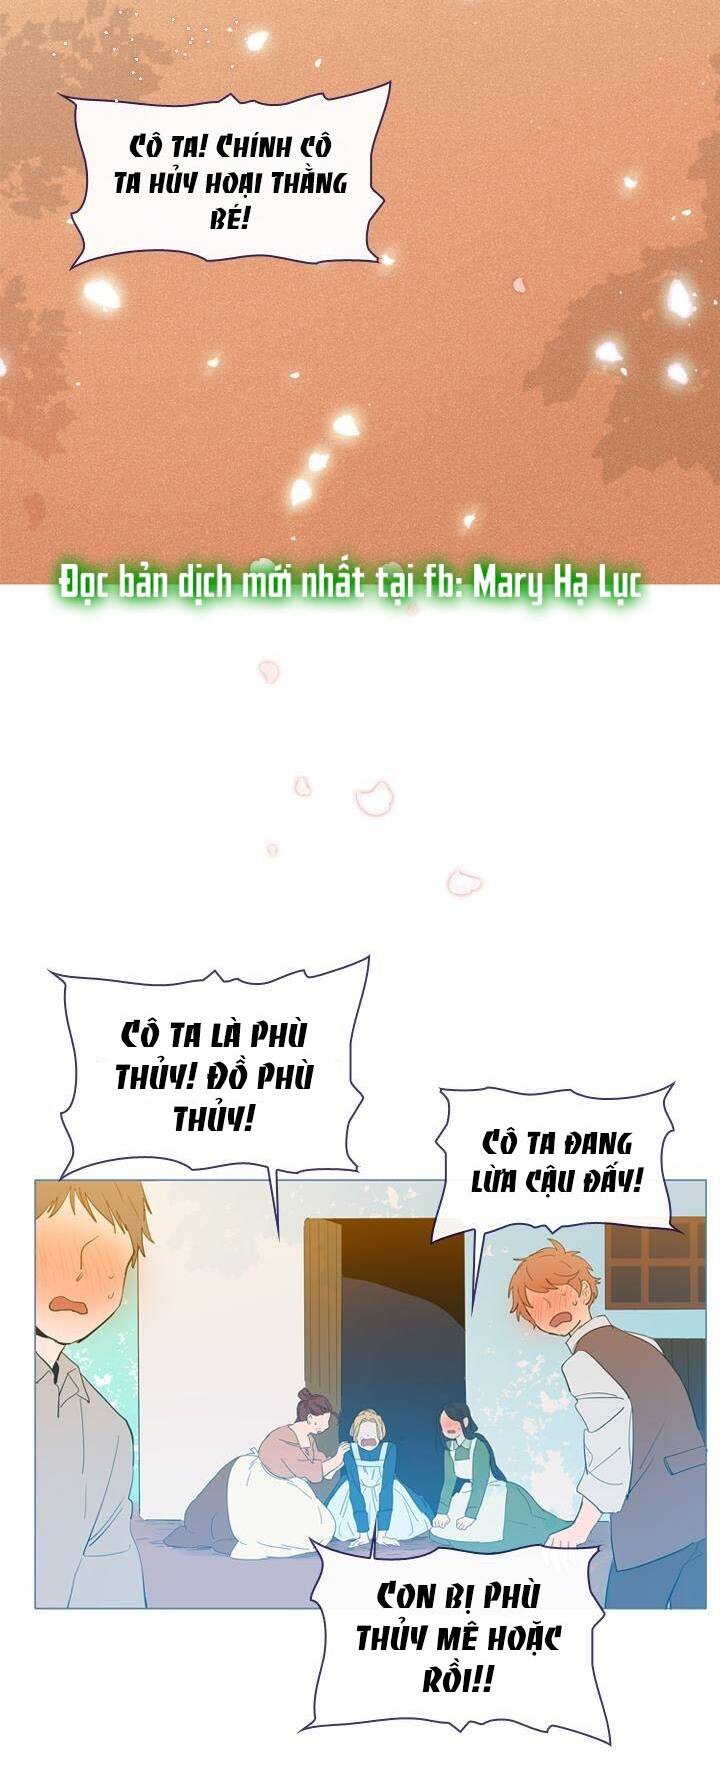 Cô ta! Chính cô
ta hủy hoại thằng
bé!
Đọc bản dịch mới nhất tại fb: Mary Hạ Lục
Cô ta là phù
thủy! Đồ phù
thủy!
Cô ta đang
lừa cậu đấy!
Con bị phù
thủy mê hoặc
rồi!!